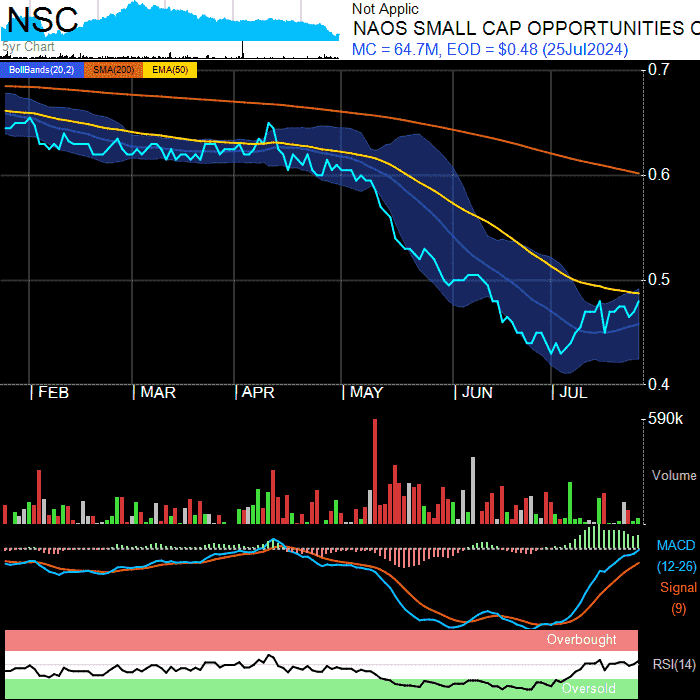 NSC
5yr Chart
Not Applic
NAOS SMALL CAP OPPORTUNITIES C
MC = 64.7M, EOD = $0.48 (25Jul2024)
BollBands(20,2) SMA(200) EMA(50)
0.7
0.6
0.5
0.4
FEB MAR APR MAY JUN JUL
590k
Volume
MACD
(12-26)
Signal
(9)
Overbought
RSI(14)
Oversold